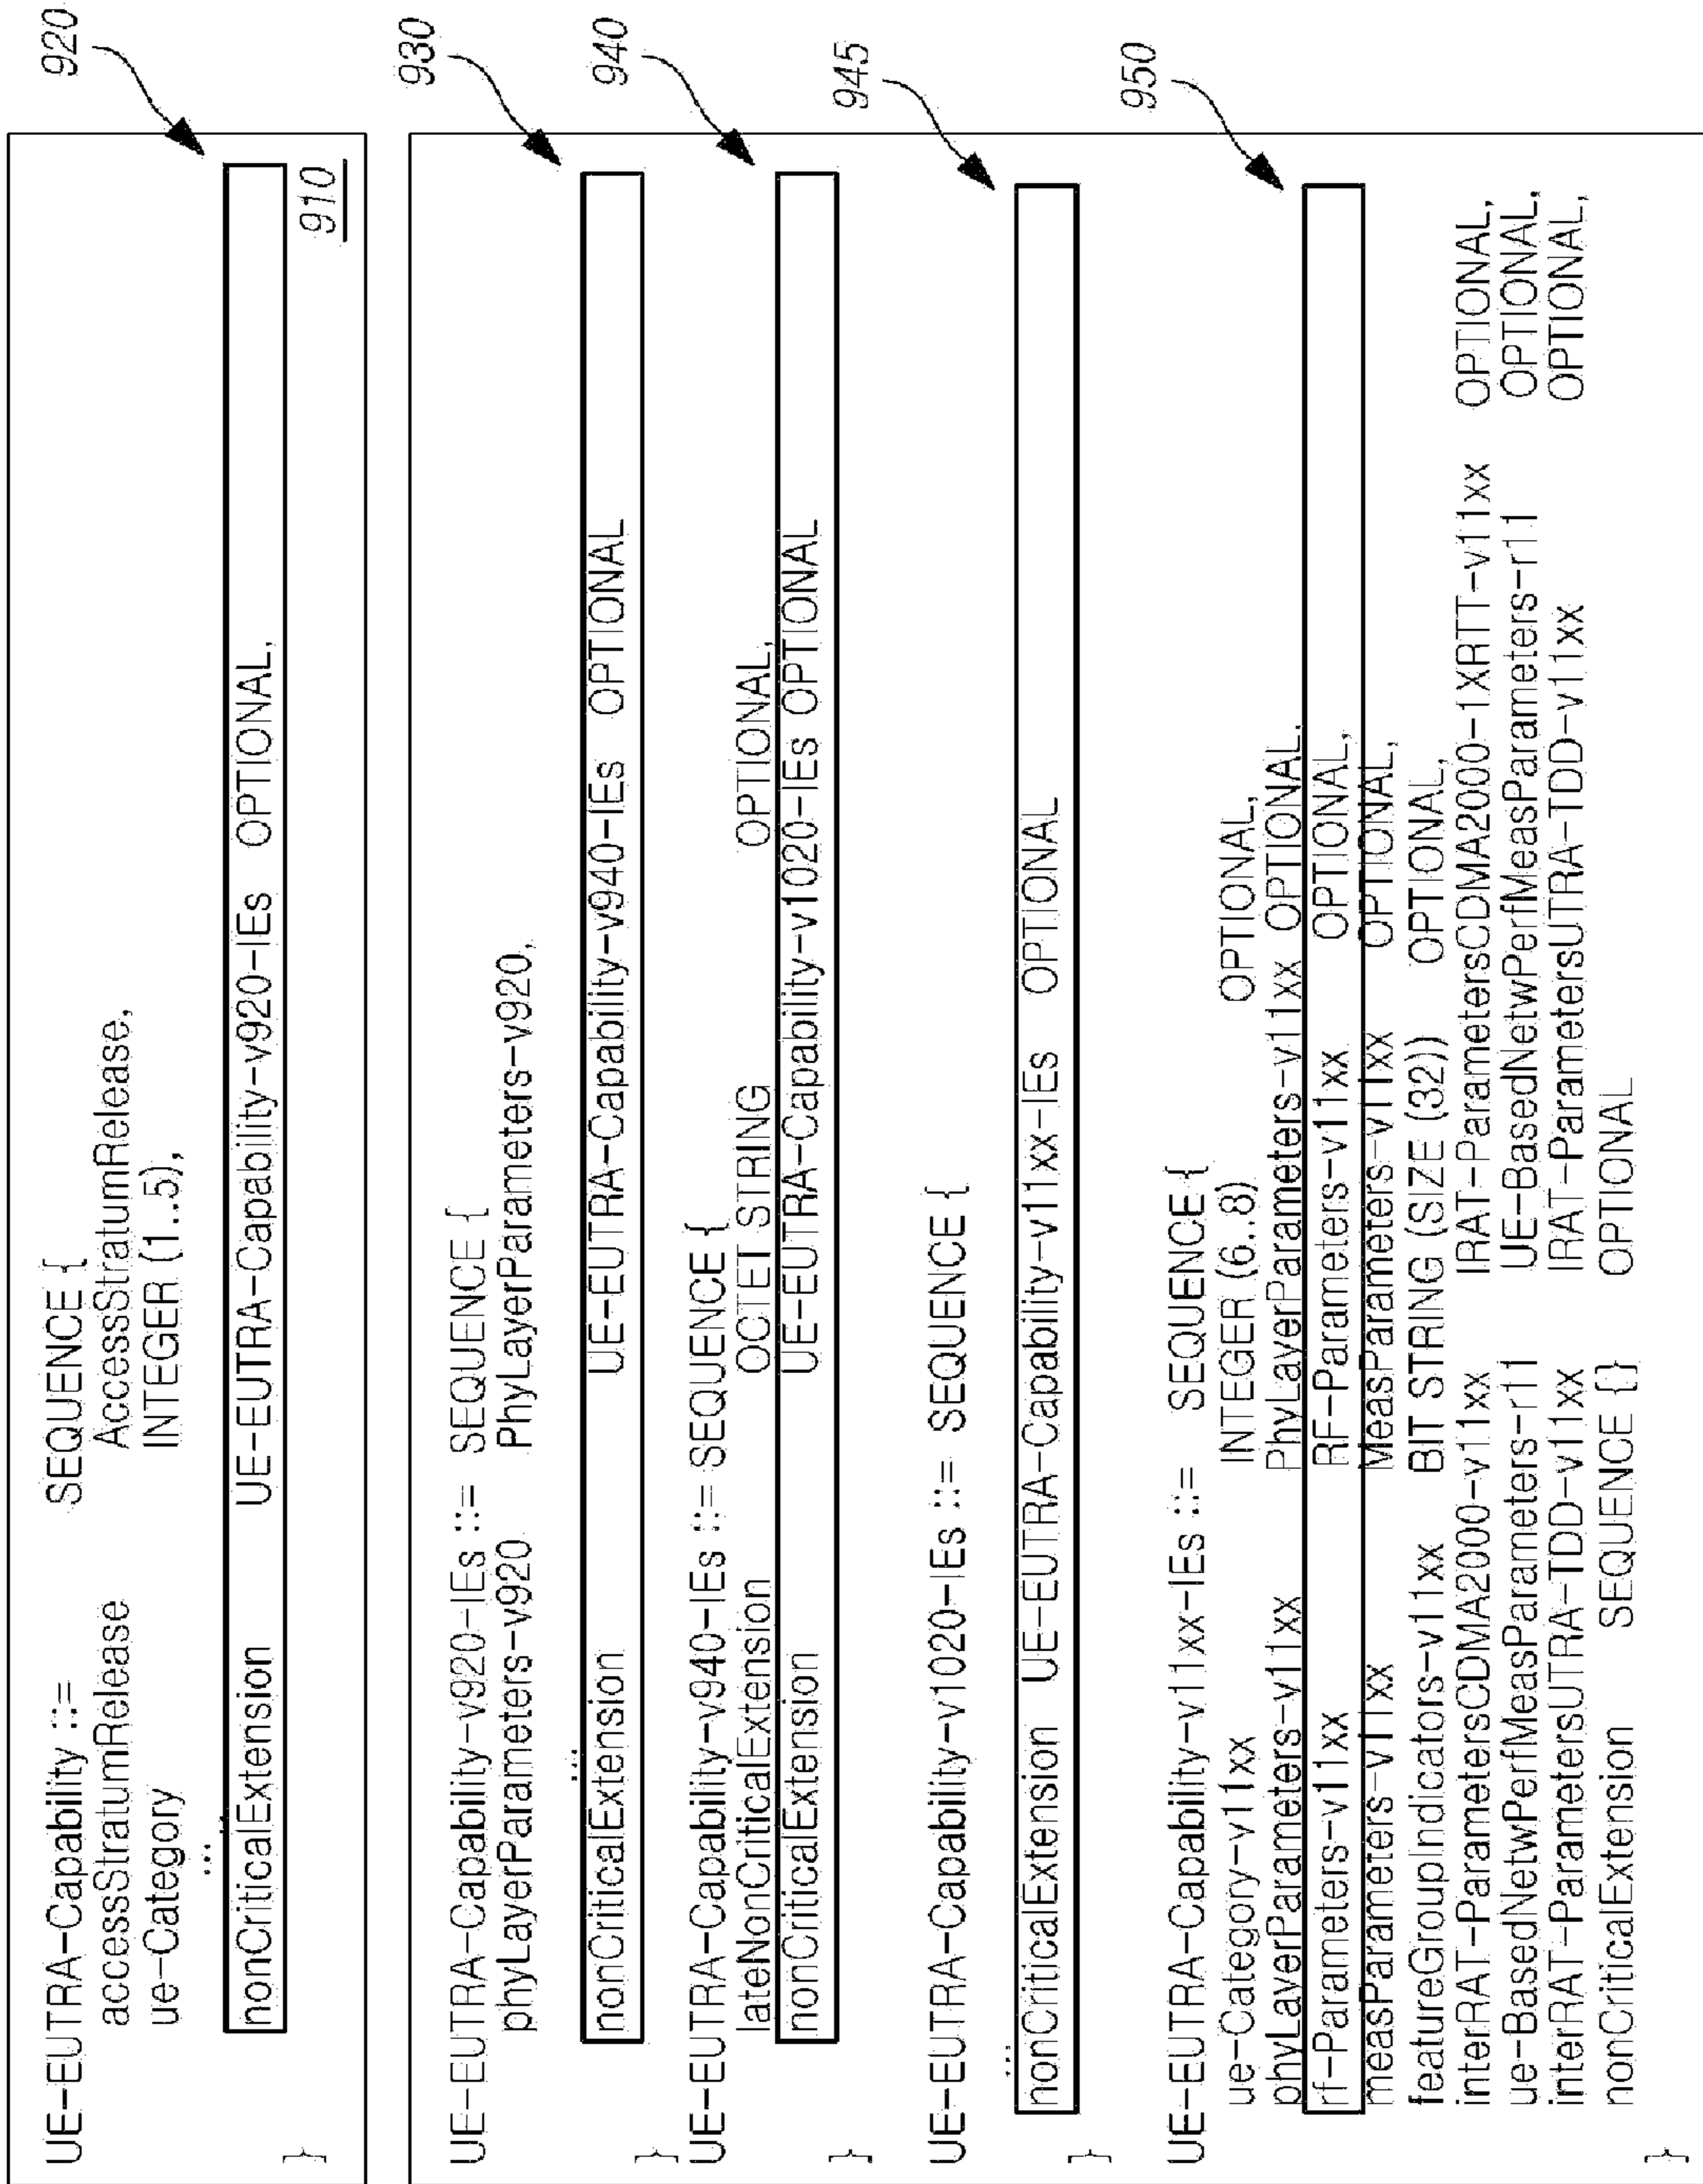 UE-EUTRA-Capability ::= SEQUENCE {
accessStratumRelease AccessStratumRelease,
ue-Category INTEGER (1..5),
...
nonCriticalExtension UE-EUTRA-Capability-v920-IEs OPTIONAL,
}
920
910
UE-EUTRA-Capability-v920-IEs ::= SEQUENCE {
phyLayerParameters-v920 PhyLayerParameters-v920,
...
nonCriticalExtension UE-EUTRA-Capability-v940-IEs OPTIONAL
}
930
UE-EUTRA-Capability-v940-IEs ::= SEQUENCE {
lateNonCriticalExtension OCTET STRING OPTIONAL,
nonCriticalExtension UE-EUTRA-Capability-v1020-IEs OPTIONAL
}
940
UE-EUTRA-Capability-v1020-IEs ::= SEQUENCE {
...
nonCriticalExtension UE-EUTRA-Capability-v11xx-IEs OPTIONAL
}
945
UE-EUTRA-Capability-v11xx-IEs ::= SEQUENCE {
ue-Category-v11xx INTEGER (6..8) OPTIONAL,
phyLayerParameters-v11xx PhyLayerParameters-v11xx OPTIONAL,
rf-Parameters-v11xx RF-Parameters-v11xx OPTIONAL,
950
measParameters-v11xx MeasParameters-v11xx OPTIONAL,
featureGroupIndicators-v11xx BIT STRING (SIZE (32)) OPTIONAL,
interRAT-ParametersCDMA2000-v11xx IRAT-ParametersCDMA2000-1XRTT-v11xx OPTIONAL,
ue-BasedNetwPerfMeasParameters-r11 UE-BasedNetwPerfMeasParameters-r11 OPTIONAL,
interRAT-ParametersUTRA-TDD-v11xx IRAT-ParametersUTRA-TDD-v11xx OPTIONAL,
nonCriticalExtension SEQUENCE {} OPTIONAL
}